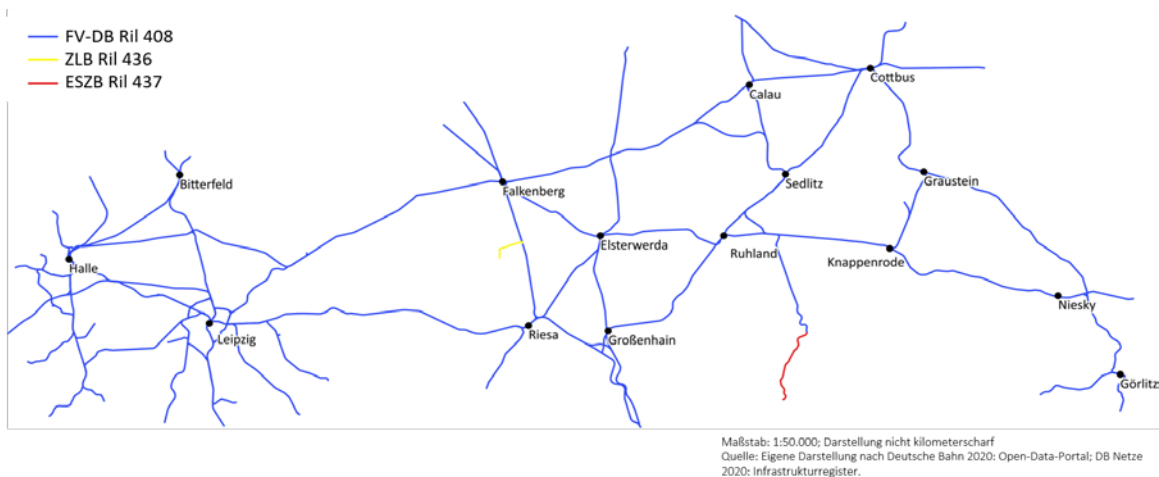 FV-DB Ril 408
ZLB Ril 436
ESZB Ril 437
Cottbus
Calau
Bitterfeld
Falkenberg
Sedlitz
Graustein
Elsterwerda
Ruhland
Knappenrode
Halle
Niesky
Leipzig
Riesa
Großenhain
Görlitz
Maßstab: 1:50.000; Darstellung nicht kilometerscharf
Quelle: Eigene Darstellung nach Deutsche Bahn 2020: Open-Data-Portal; DB Netze
2020: Infrastrukturregister.